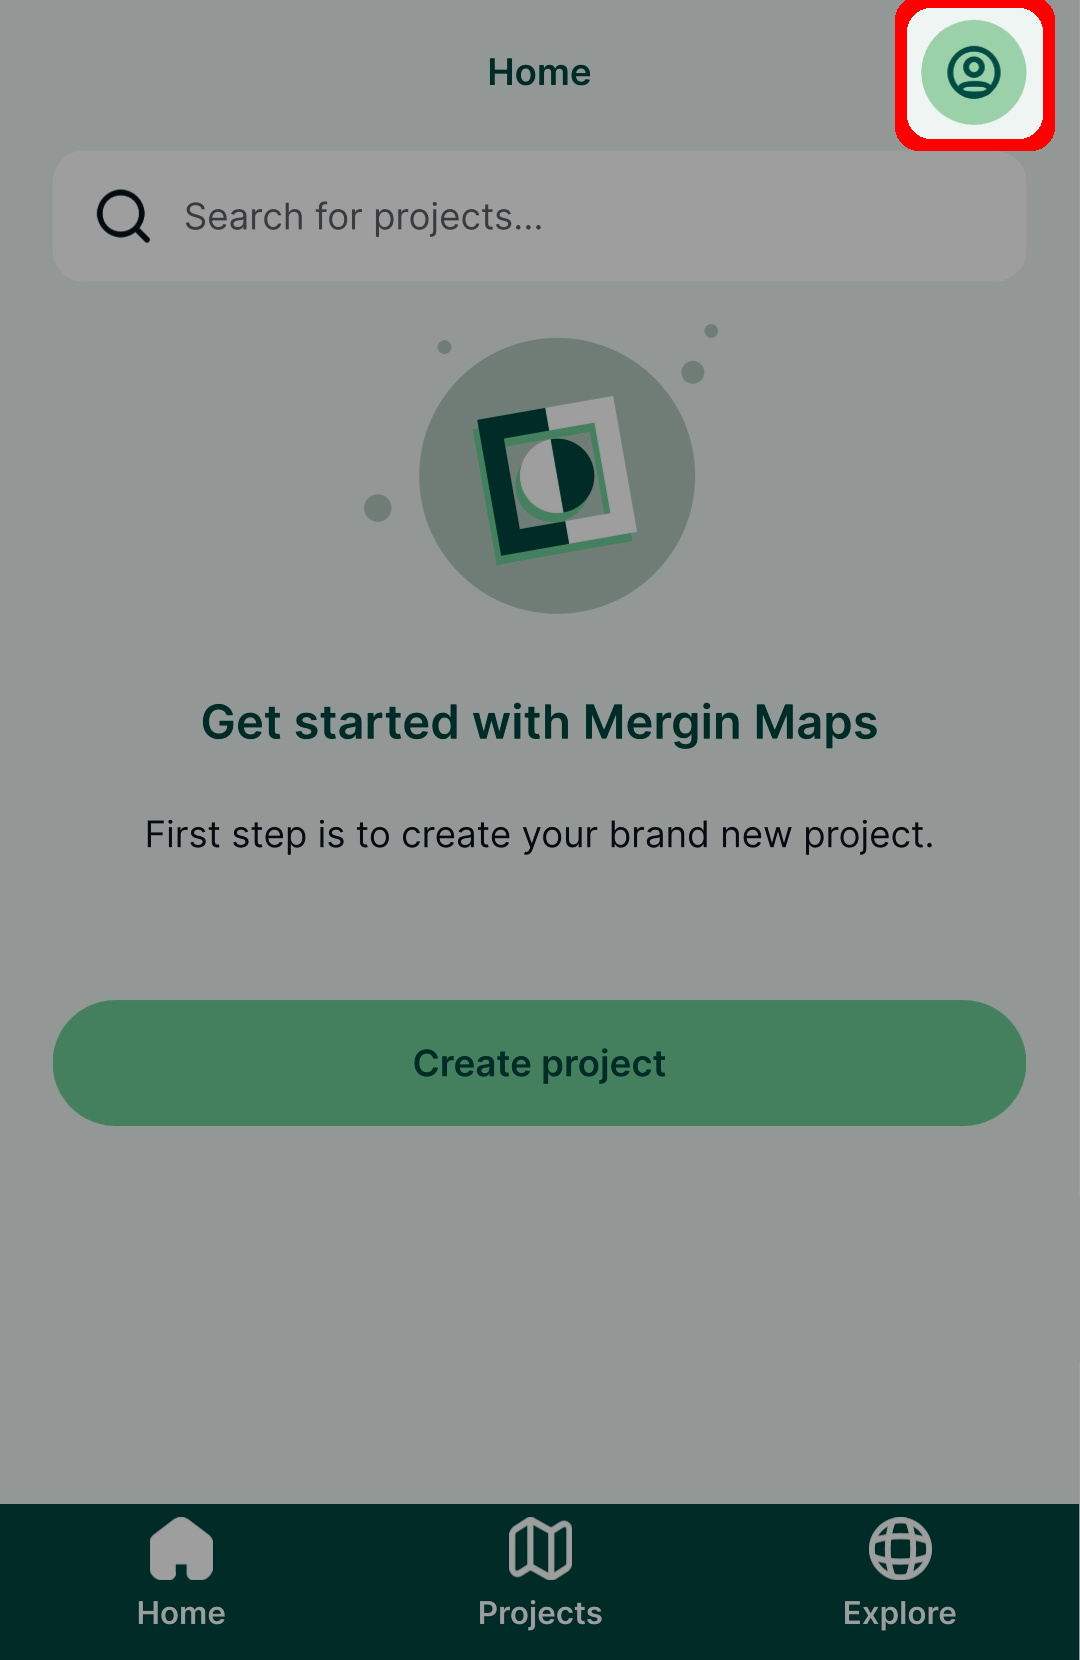 Home
Search for projects...
Get started with Mergin Maps
First step is to create your brand new project.
Create project
Home
Projects
Explore